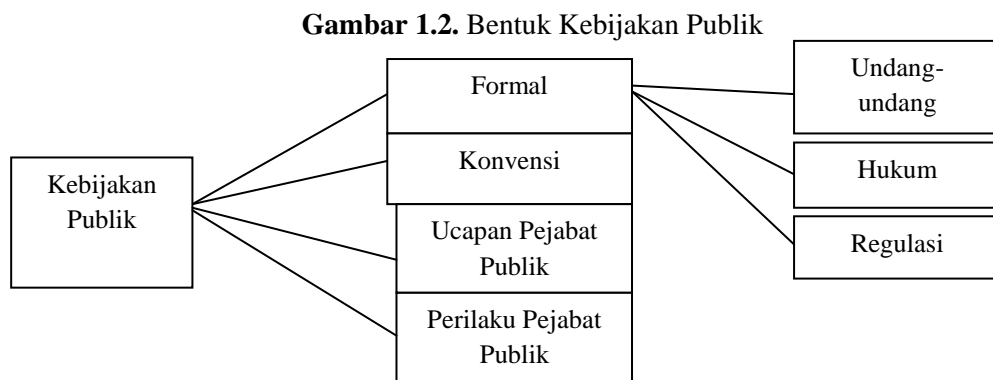 Gambar 1.2. Bentuk Kebijakan Publik
Kebijakan
Publik
Formal
Konvensi
Ucapan Pejabat
Publik
Perilaku Pejabat
Publik
Undang-
undang
Hukum
Regulasi